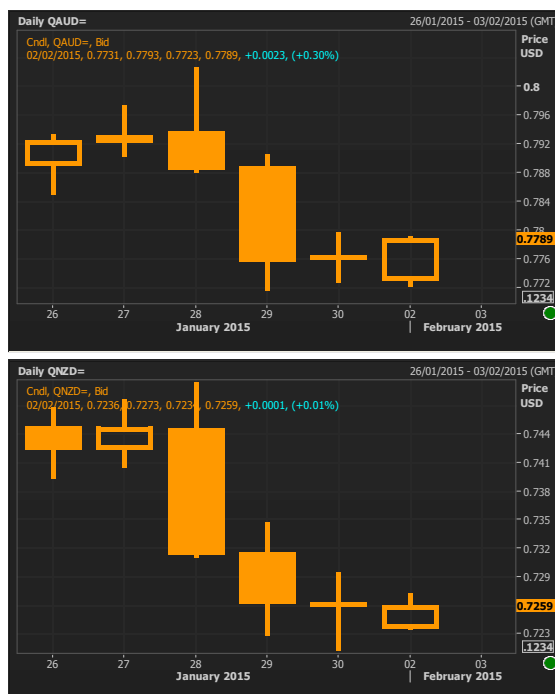 Daily QAUD= 26/01/2015 - 03/02/2015 (GMT
Cndl, QAUD=, Bid
02/02/2015, 0.7731, 0.7793, 0.7723, 0.7789, +0.0023, (+0.30%)
Price
USD
0.8
0.796
0.792
0.788
0.784
0.78
0.7789
0.776
0.772
.1234
26 27 28 29 30 02 03
January 2015 | February 2015
Daily QNZD= 26/01/2015 - 03/02/2015 (GMT
Cndl, QNZD=, Bid
02/02/2015, 0.7236, 0.7273, 0.7234, 0.7259, +0.0001, (+0.01%)
Price
USD
0.744
0.741
0.738
0.735
0.732
0.729
0.7259
0.723
.1234
26 27 28 29 30 02 03
January 2015 | February 2015